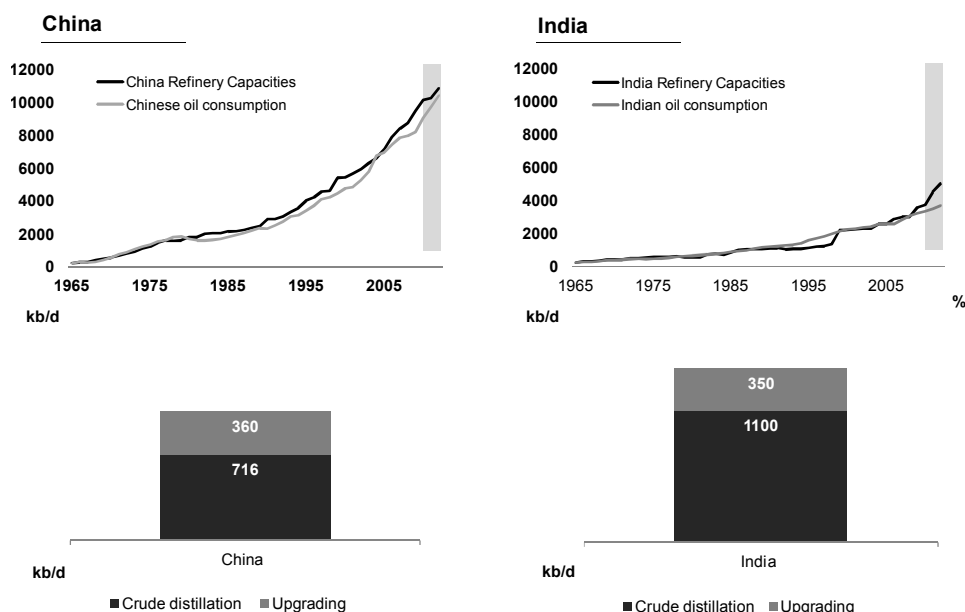 China
12000
10000
8000
6000
4000
2000
0
China Refinery Capacities
Chinese oil consumption
1965 1975 1985 1995 2005
kb/d
India
12000
10000
8000
6000
4000
2000
0
India Refinery Capacities
Indian oil consumption
1965 1975 1985 1995 2005
%
kb/d
360
716
China
kb/d
Crude distillation Upgrading
350
1100
India
kb/d
Crude distillation Upgrading